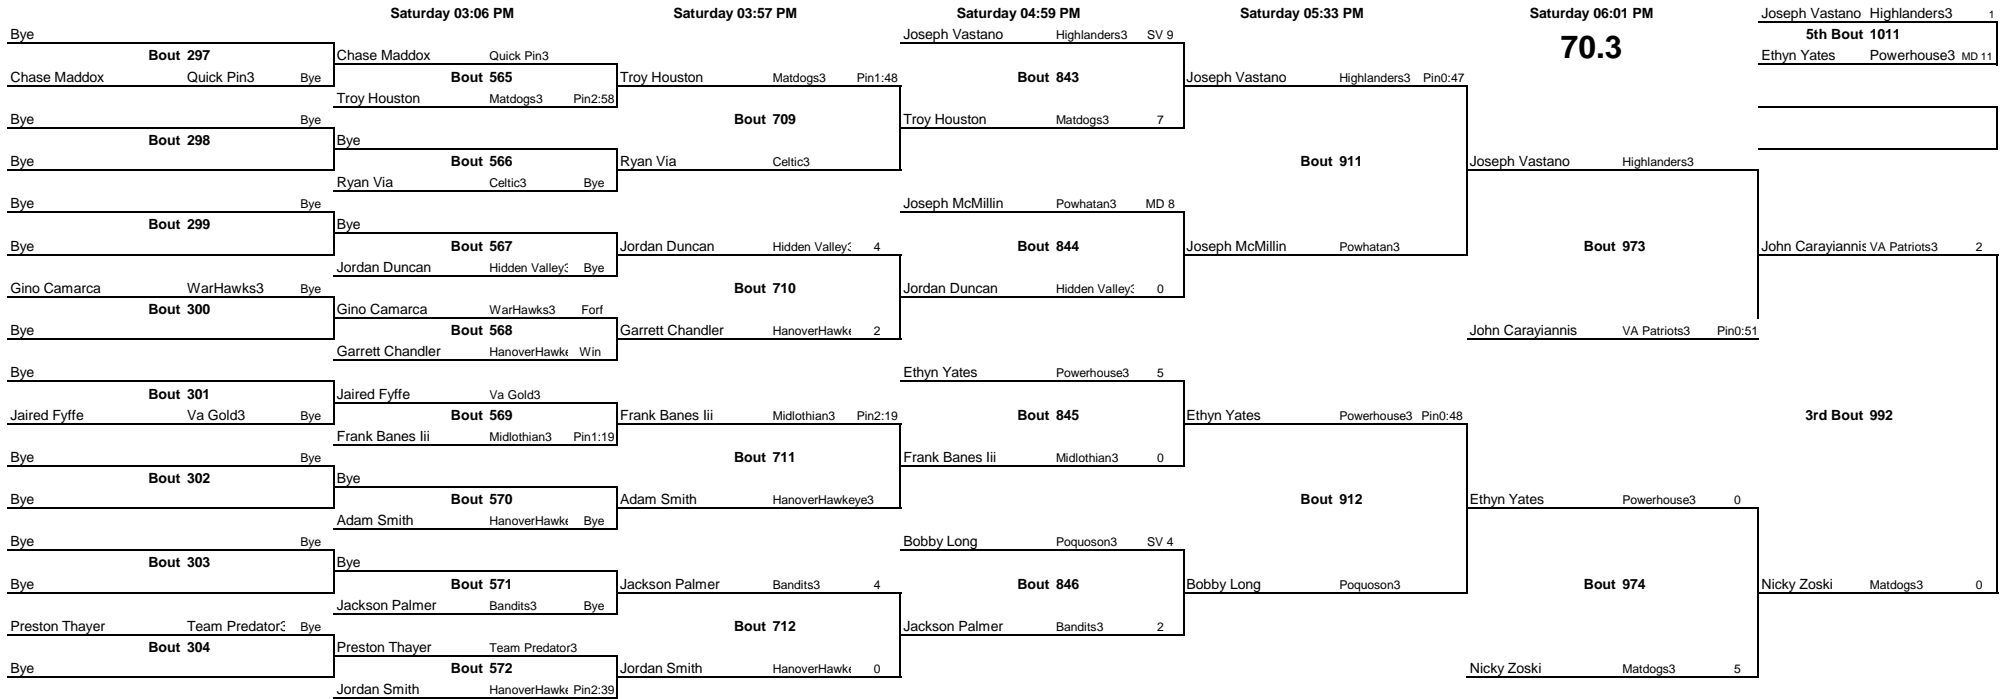 Saturday 03:06 PM Saturday 03:57 PM Saturday 04:59 PM Saturday 05:33 PM Saturday 06:01 PM Joseph Vastano Highlanders3 1
Bye Joseph Vastano Highlanders3 SV 9 5th Bout 1011
70.3
Bout 297 Chase Maddox Quick Pin3 Ethyn Yates Powerhouse3 MD 11
Chase Maddox Quick Pin3 Bye Bout 565 Troy Houston Matdogs3 Pin1:48 Bout 843 Joseph Vastano Highlanders3 Pin0:47
Troy Houston Matdogs3 Pin2:58
Bye Bye Bout 709 Troy Houston Matdogs3 7
Bout 298 Bye
Bye Bout 566 Ryan Via Celtic3 Bout 911 Joseph Vastano Highlanders3
Ryan Via Celtic3 Bye
Bye Bye Joseph McMillin Powhatan3 MD 8
Bout 299 Bye
Bye Bout 567 Jordan Duncan Hidden Valley3 4 Bout 844 Joseph McMillin Powhatan3 Bout 973 John Carayiannis VA Patriots3 2
Jordan Duncan Hidden Valley3 Bye
Gino Camarca WarHawks3 Bye Bout 710 Jordan Duncan Hidden Valley3 0
Bout 300 Gino Camarca WarHawks3 Forf
Bye Bout 568 Garrett Chandler HanoverHawke 2 John Carayiannis VA Patriots3 Pin0:51
Garrett Chandler HanoverHawke Win
Bye Ethyn Yates Powerhouse3 5
Bout 301 Jaired Fyffe Va Gold3
Jaired Fyffe Va Gold3 Bye Bout 569 Frank Banes Iii Midlothian3 Pin2:19 Bout 845 Ethyn Yates Powerhouse3 Pin0:48 3rd Bout 992
Frank Banes Iii Midlothian3 Pin1:19
Bye Bye Bout 711 Frank Banes Iii Midlothian3 0
Bout 302 Bye
Bye Bout 570 Adam Smith HanoverHawkeye3 Bout 912 Ethyn Yates Powerhouse3 0
Adam Smith HanoverHawke Bye
Bye Bye Bobby Long Poquoson3 SV 4
Bout 303 Bye
Bye Bout 571 Jackson Palmer Bandits3 4 Bout 846 Bobby Long Poquoson3 Bout 974 Nicky Zoski Matdogs3 0
Jackson Palmer Bandits3 Bye
Preston Thayer Team Predator3 Bye Bout 712 Jackson Palmer Bandits3 2
Bout 304 Preston Thayer Team Predator3
Bye Bout 572 Jordan Smith HanoverHawke 0 Nicky Zoski Matdogs3 5
Jordan Smith HanoverHawke Pin2:39